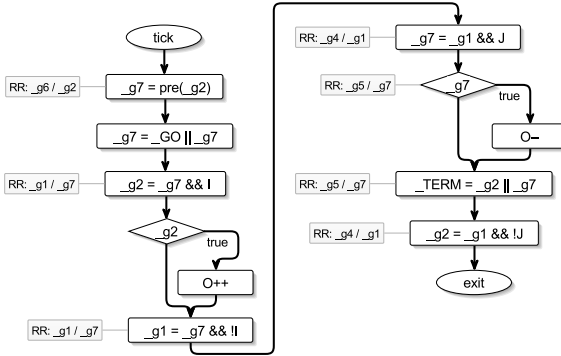 tick
RR: _g6 / _g2
_g7 = pre(_g2)
_g7 = _GO || _g7
RR: _g1 / _g7
_g2 = _g7 && I
_g2
true
O++
RR: _g1 / _g7
_g1 = _g7 && !I
RR: _g4 / _g1
_g7 = _g1 && J
RR: _g5 / _g7
_g7
true
O--
RR: _g5 / _g7
_TERM = _g2 || _g7
RR: _g4 / _g1
_g2 = _g1 && !J
exit